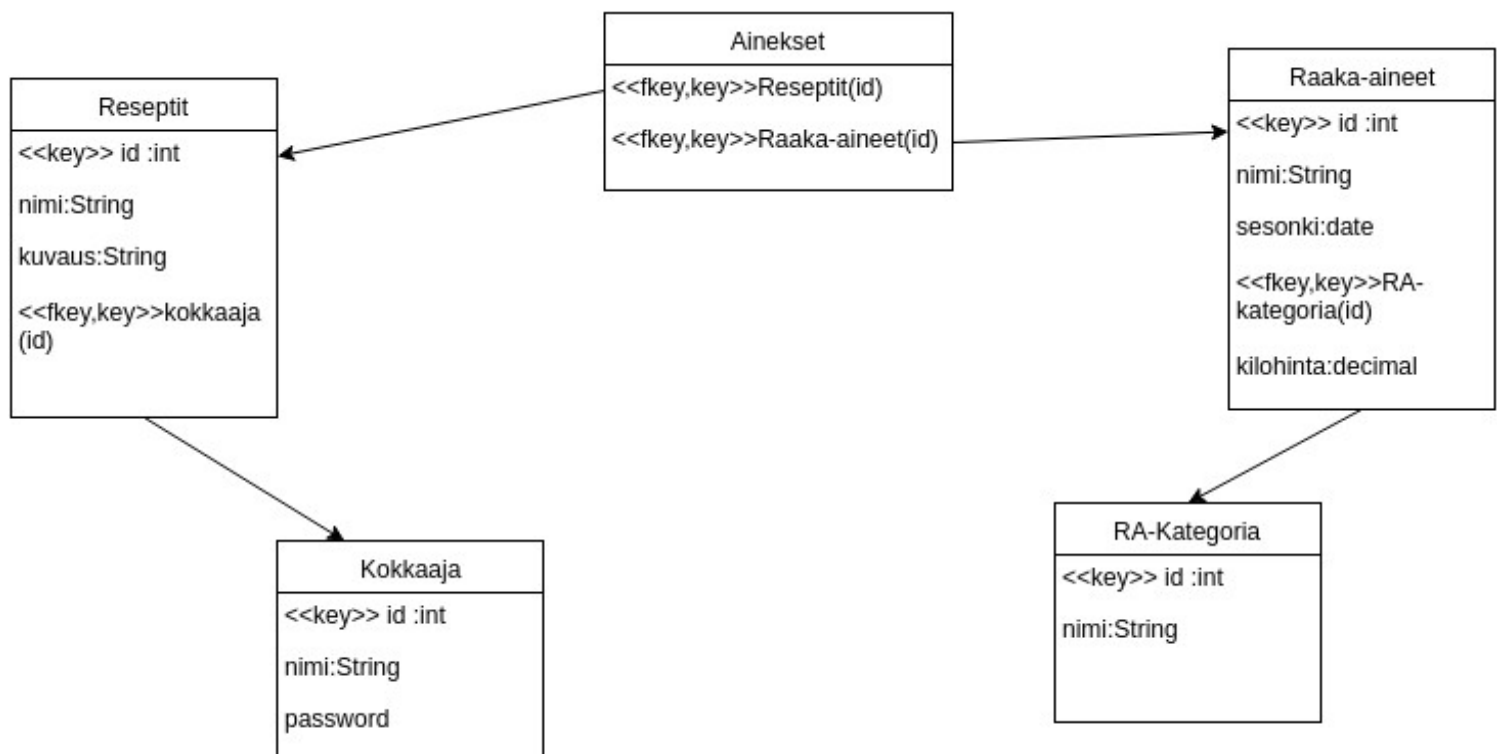 Ainekset
<<fkey,key>>Reseptit(id)
<<fkey,key>>Raaka-aineet(id)
Reseptit
<<key>> id :int
nimi:String
kuvaus:String
<<fkey,key>>kokkaaja
(id)
Raaka-aineet
<<key>> id :int
nimi:String
sesonki:date
<<fkey,key>>RA-
kategoria(id)
kilohinta:decimal
Kokkaaja
<<key>> id :int
nimi:String
password
RA-Kategoria
<<key>> id :int
nimi:String